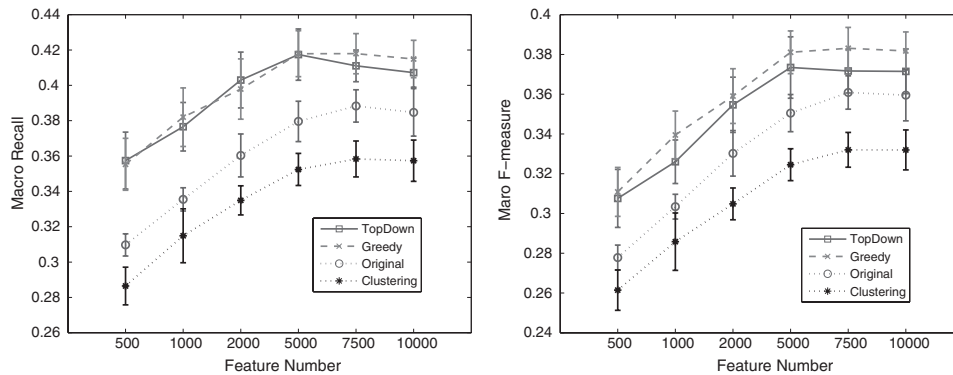 0.44
0.42
0.4
0.38
0.36
0.34
0.32
0.3
0.28
0.26
Macro Recall
500 1000 2000 5000 7500 10000
Feature Number
TopDown
Greedy
Original
Clustering
0.4
0.38
0.36
0.34
0.32
0.3
0.28
0.26
0.24
Maro F-measure
500 1000 2000 5000 7500 10000
Feature Number
TopDown
Greedy
Original
Clustering